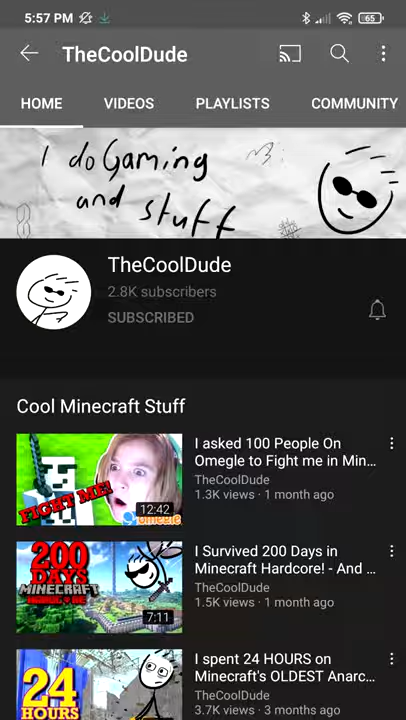 5:57 PM
65
TheCoolDude
HOME VIDEOS PLAYLISTS COMMUNITY
I do Gaming
and stuff
TheCoolDude
2.8K subscribers
SUBSCRIBED
Cool Minecraft Stuff
FIGHT ME!
omegle
12:42
I asked 100 People On
Omegle to Fight me in Min...
TheCoolDude
1.3K views · 1 month ago
200
DAYS
MINECRAFT
7:11
I Survived 200 Days in
Minecraft Hardcore! - And ...
TheCoolDude
1.5K views · 1 month ago
24
HOURS
I spent 24 HOURS on
Minecraft's OLDEST Anarc...
TheCoolDude
3.7K views · 3 months ago